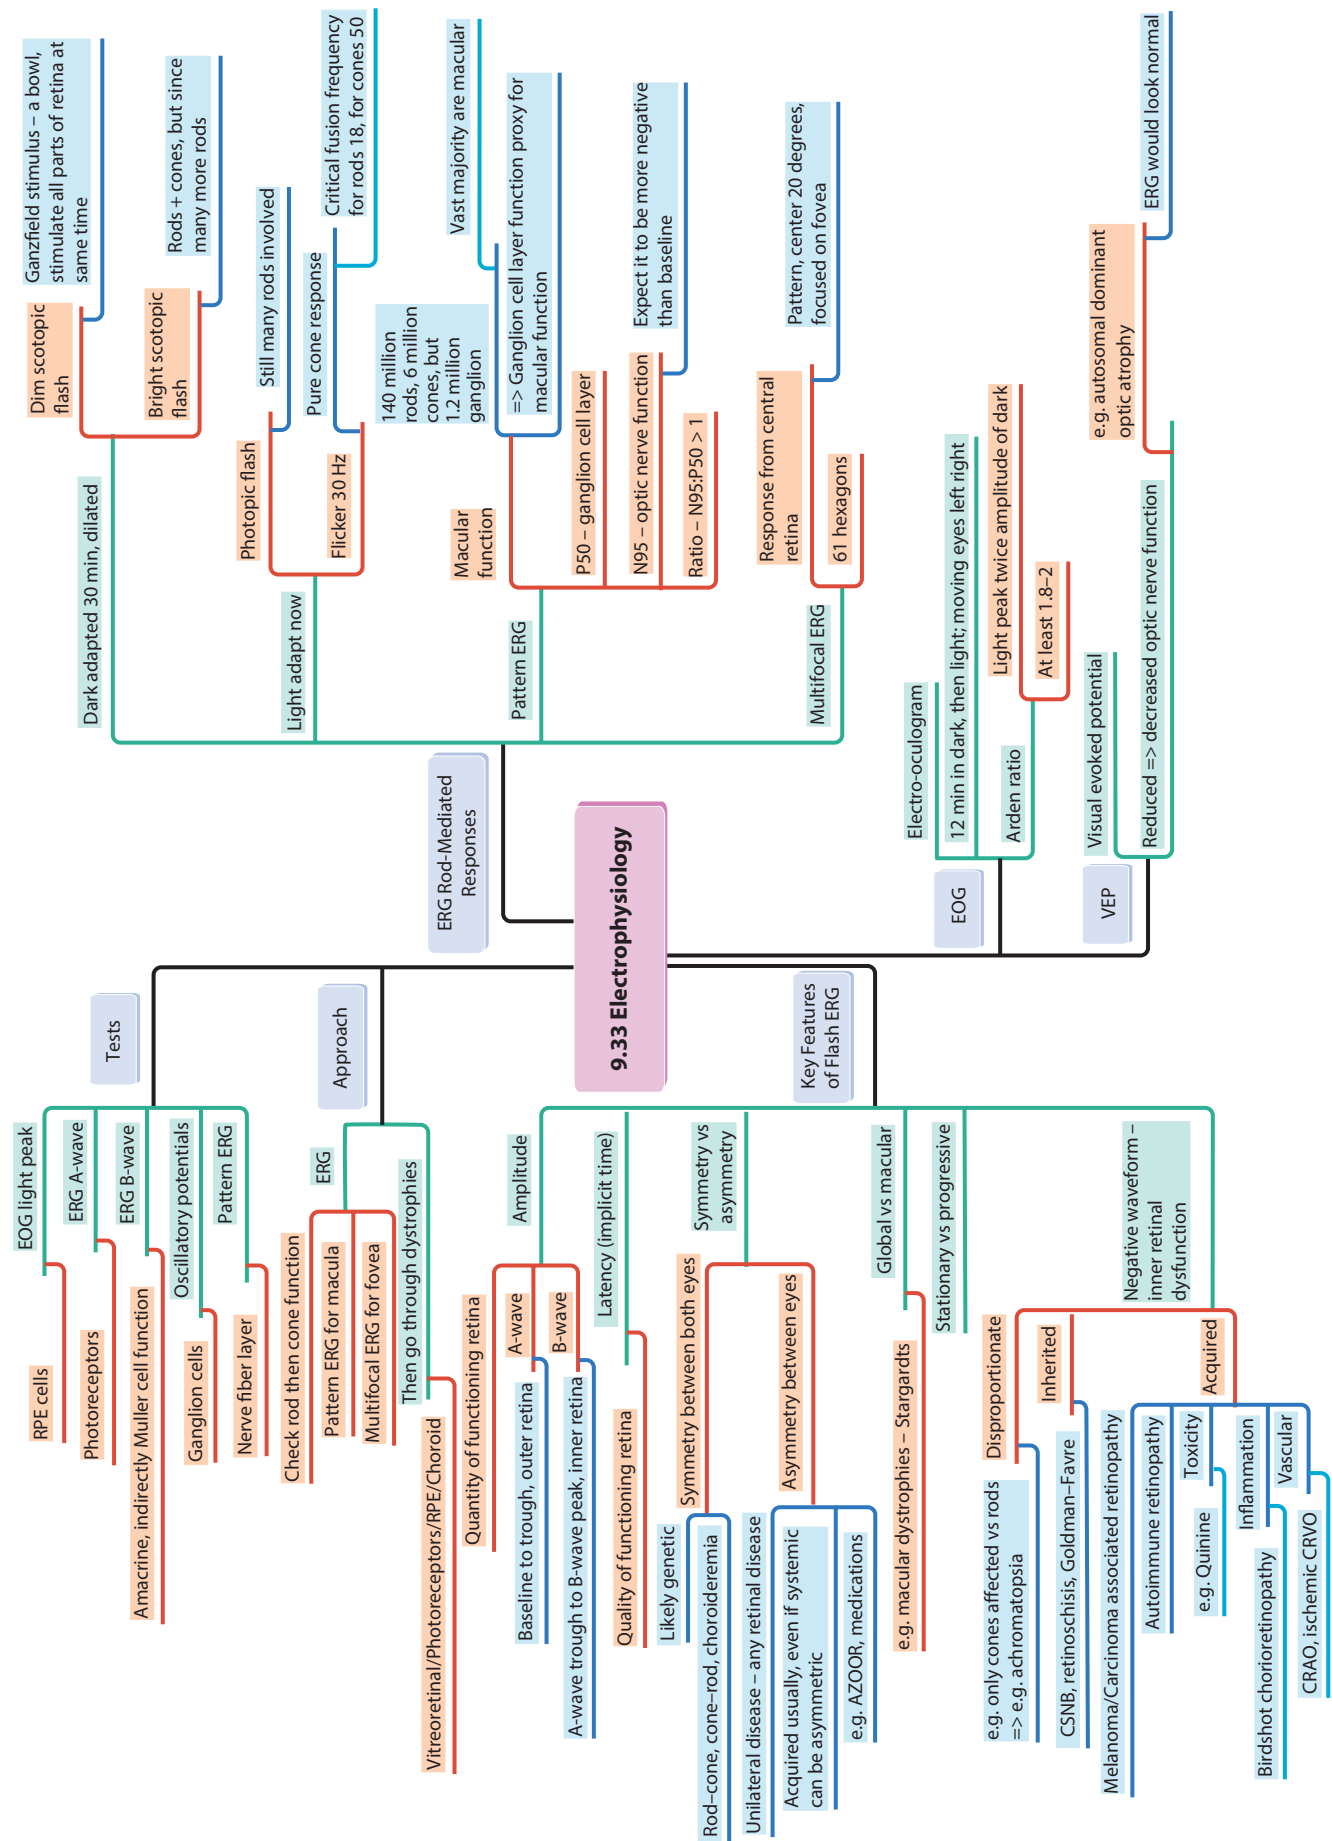 9.33 Electrophysiology
Tests
EOG light peak
RPE cells
ERG A-wave
Photoreceptors
ERG B-wave
Amacrine, indirectly Muller cell function
Oscillatory potentials
Ganglion cells
Pattern ERG
Nerve fiber layer
Approach
ERG
Check rod then cone function
Pattern ERG for macula
Multifocal ERG for fovea
Then go through dystrophies
Vitreoretinal/Photoreceptors/RPE/Choroid
Key Features
of Flash ERG
Amplitude
Quantity of functioning retina
A-wave
Baseline to trough, outer retina
B-wave
A-wave trough to B-wave peak, inner retina
Latency (implicit time)
Quality of functioning retina
Symmetry vs
asymmetry
Symmetry between both eyes
Likely genetic
Rod–cone, cone–rod, choroideremia
Asymmetry between eyes
Unilateral disease – any retinal disease
Acquired usually, even if systemic
can be asymmetric
e.g. AZOOR, medications
Global vs macular
e.g. macular dystrophies – Stargardts
Stationary vs progressive
Negative waveform –
inner retinal
dysfunction
Disproportionate
e.g. only cones affected vs rods
=> e.g. achromatopsia
Inherited
CSNB, retinoschisis, Goldman–Favre
Acquired
Melanoma/Carcinoma associated retinopathy
Autoimmune retinopathy
Toxicity
e.g. Quinine
Inflammation
Birdshot chorioretinopathy
Vascular
CRAO, ischemic CRVO
ERG Rod-Mediated
Responses
Dark adapted 30 min, dilated
Dim scotopic
flash
Ganzfield stimulus – a bowl,
stimulate all parts of retina at
same time
Bright scotopic
flash
Rods + cones, but since
many more rods
Light adapt now
Photopic flash
Still many rods involved
Flicker 30 Hz
Pure cone response
Critical fusion frequency
for rods 18, for cones 50
Pattern ERG
Macular
function
140 million
rods, 6 million
cones, but
1.2 million
ganglion
Vast majority are macular
=> Ganglion cell layer function proxy for
macular function
P50 – ganglion cell layer
N95 – optic nerve function
Expect it to be more negative
than baseline
Ratio – N95:P50 > 1
Multifocal ERG
Response from central
retina
Pattern, center 20 degrees,
focused on fovea
61 hexagons
EOG
Electro-oculogram
12 min in dark, then light; moving eyes left right
Arden ratio
Light peak twice amplitude of dark
At least 1.8–2
VEP
Visual evoked potential
Reduced => decreased optic nerve function
e.g. autosomal dominant
optic atrophy
ERG would look normal